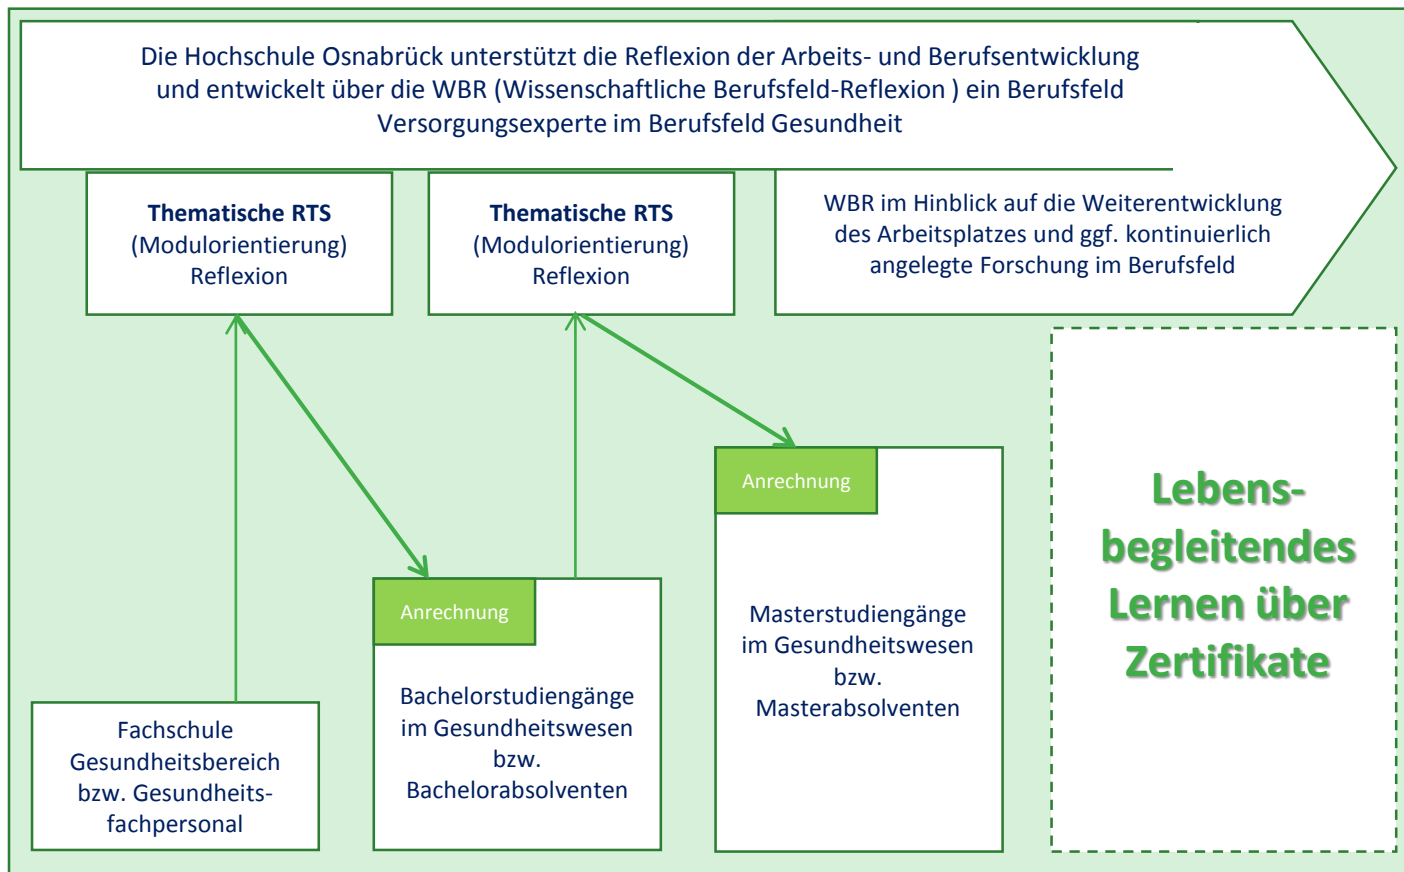 Die Hochschule Osnabrück unterstützt die Reflexion der Arbeits- und Berufsentwicklung
und entwickelt über die WBR (Wissenschaftliche Berufsfeld-Reflexion ) ein Berufsfeld
Versorgungsexperte im Berufsfeld Gesundheit
Thematische RTS
(Modulorientierung)
Reflexion
Thematische RTS
(Modulorientierung)
Reflexion
WBR im Hinblick auf die Weiterentwicklung
des Arbeitsplatzes und ggf. kontinuierlich
angelegte Forschung im Berufsfeld
Fachschule
Gesundheitsbereich
bzw. Gesundheits-
fachpersonal
Anrechnung
Bachelorstudiengänge
im Gesundheitswesen
bzw.
Bachelorabsolventen
Anrechnung
Masterstudiengänge
im Gesundheitswesen
bzw.
Masterabsolventen
Lebens-
begleitendes
Lernen über
Zertifikate